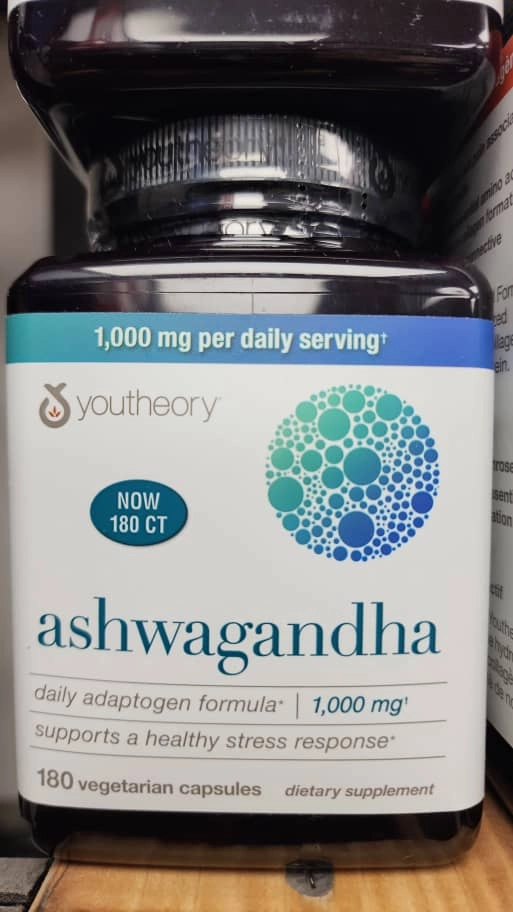 1,000 mg per daily serving†
youtheory
NOW
180 CT
ashwagandha
daily adaptogen formula* | 1,000 mg†
supports a healthy stress response*
180 vegetarian capsules dietary supplement
amino